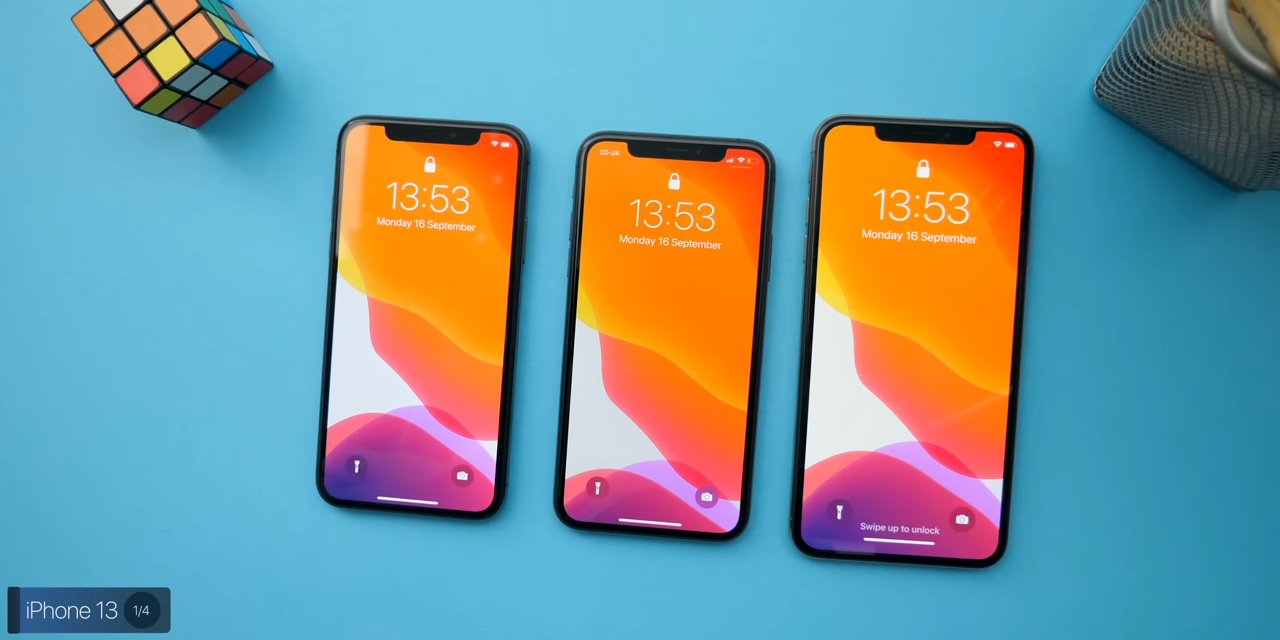 13:53
Monday 16 September
O2-UK
13:53
Monday 16 September
13:53
Monday 16 September
Swipe up to unlock
iPhone 13 1/4